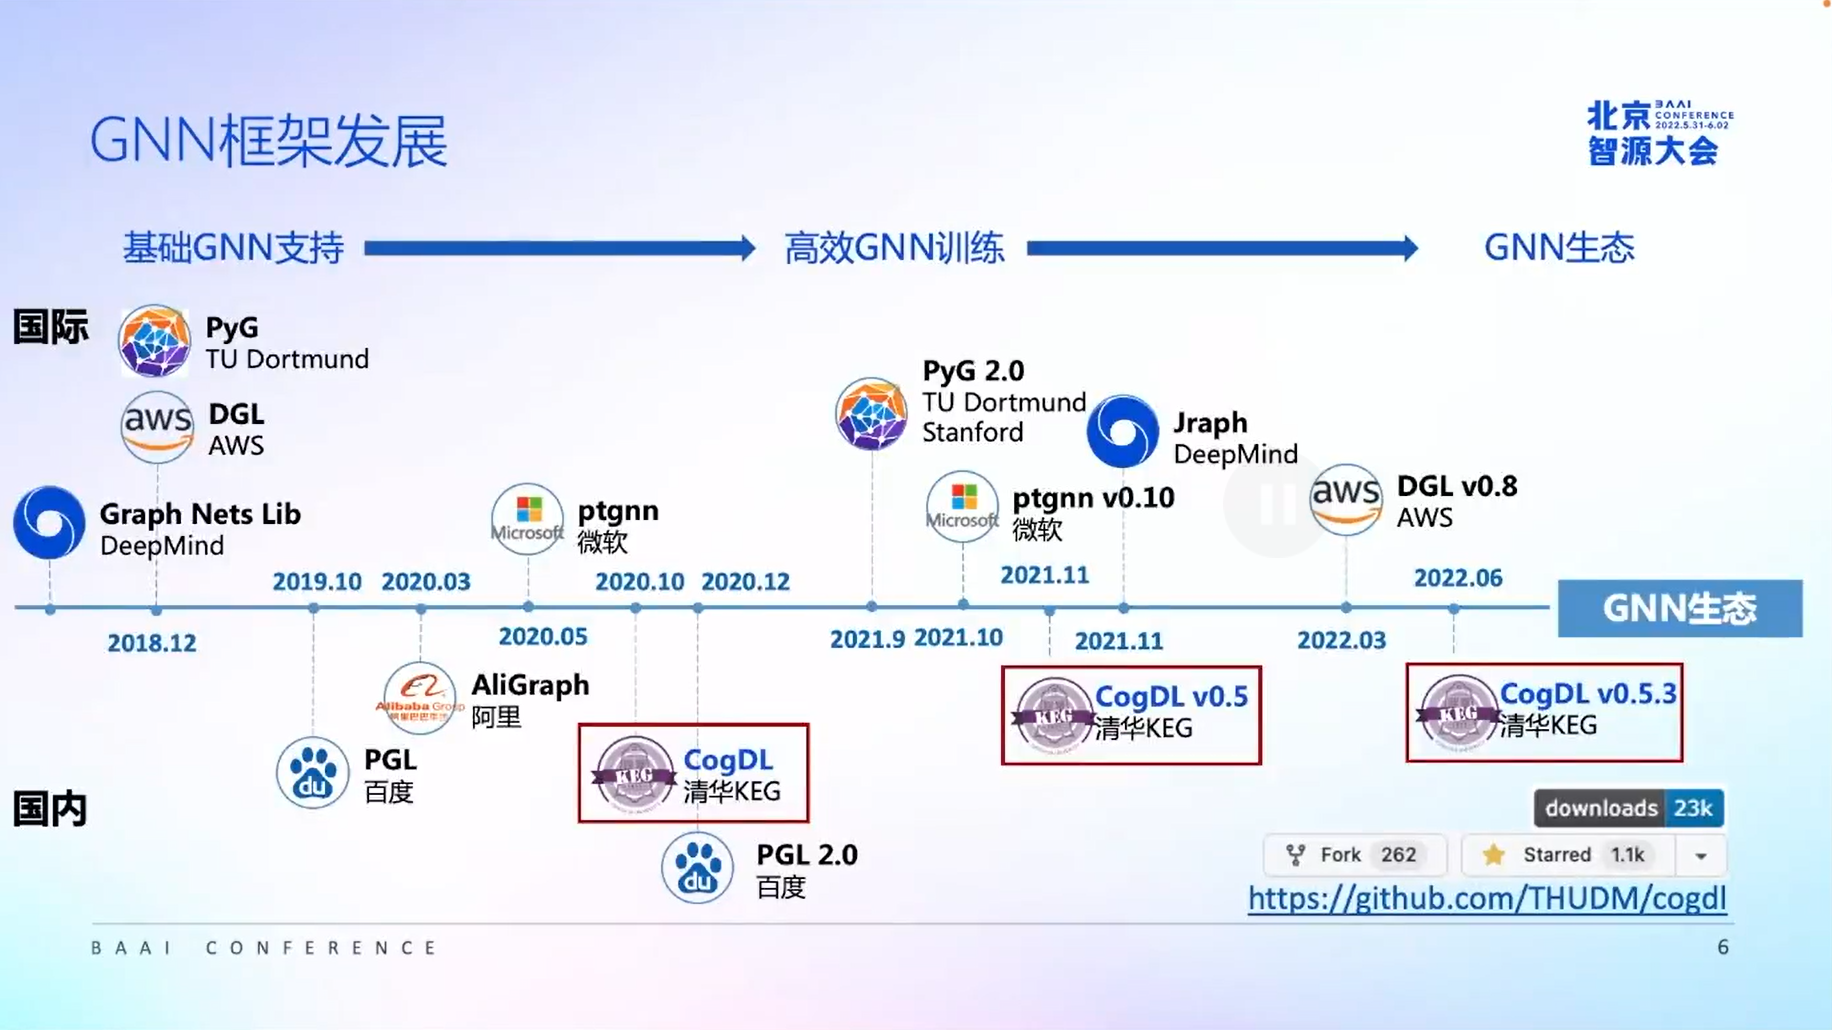 GNN框架发展
北京
BAAI
CONFERENCE
2022.5.31-6.02
智源大会
基础GNN支持
高效GNN训练
GNN生态
国际
PyG
TU Dortmund
aws
DGL
AWS
Graph Nets Lib
DeepMind
Microsoft
ptgnn
微软
PyG 2.0
TU Dortmund
Stanford
Microsoft
ptgnn v0.10
微软
Jraph
DeepMind
aws
DGL v0.8
AWS
2018.12
2019.10
2020.03
2020.05
2020.10
2020.12
2021.9
2021.10
2021.11
2021.11
2022.03
2022.06
GNN生态
国内
Alibaba Group
AliGraph
阿里
du
PGL
百度
KEG
CogDL
清华KEG
du
PGL 2.0
百度
KEG
CogDL v0.5
清华KEG
KEG
CogDL v0.5.3
清华KEG
downloads 23k
Fork 262
Starred 1.1k
https://github.com/THUDM/cogdl
BAAI CONFERENCE
6